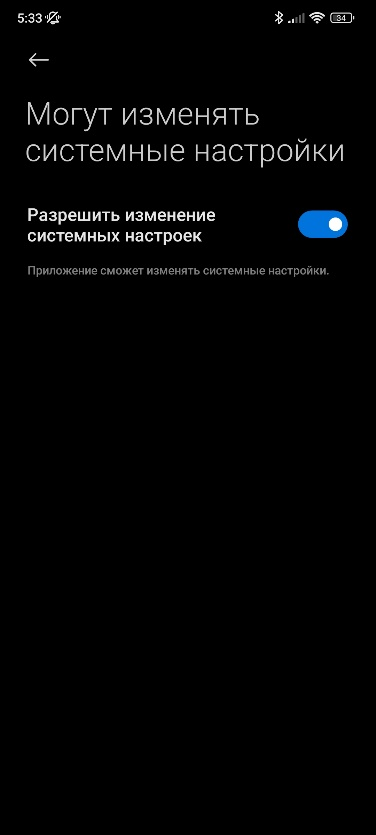 5:33
34
Могут изменять
системные настройки
Разрешить изменение
системных настроек
Приложение сможет изменять системные настройки.